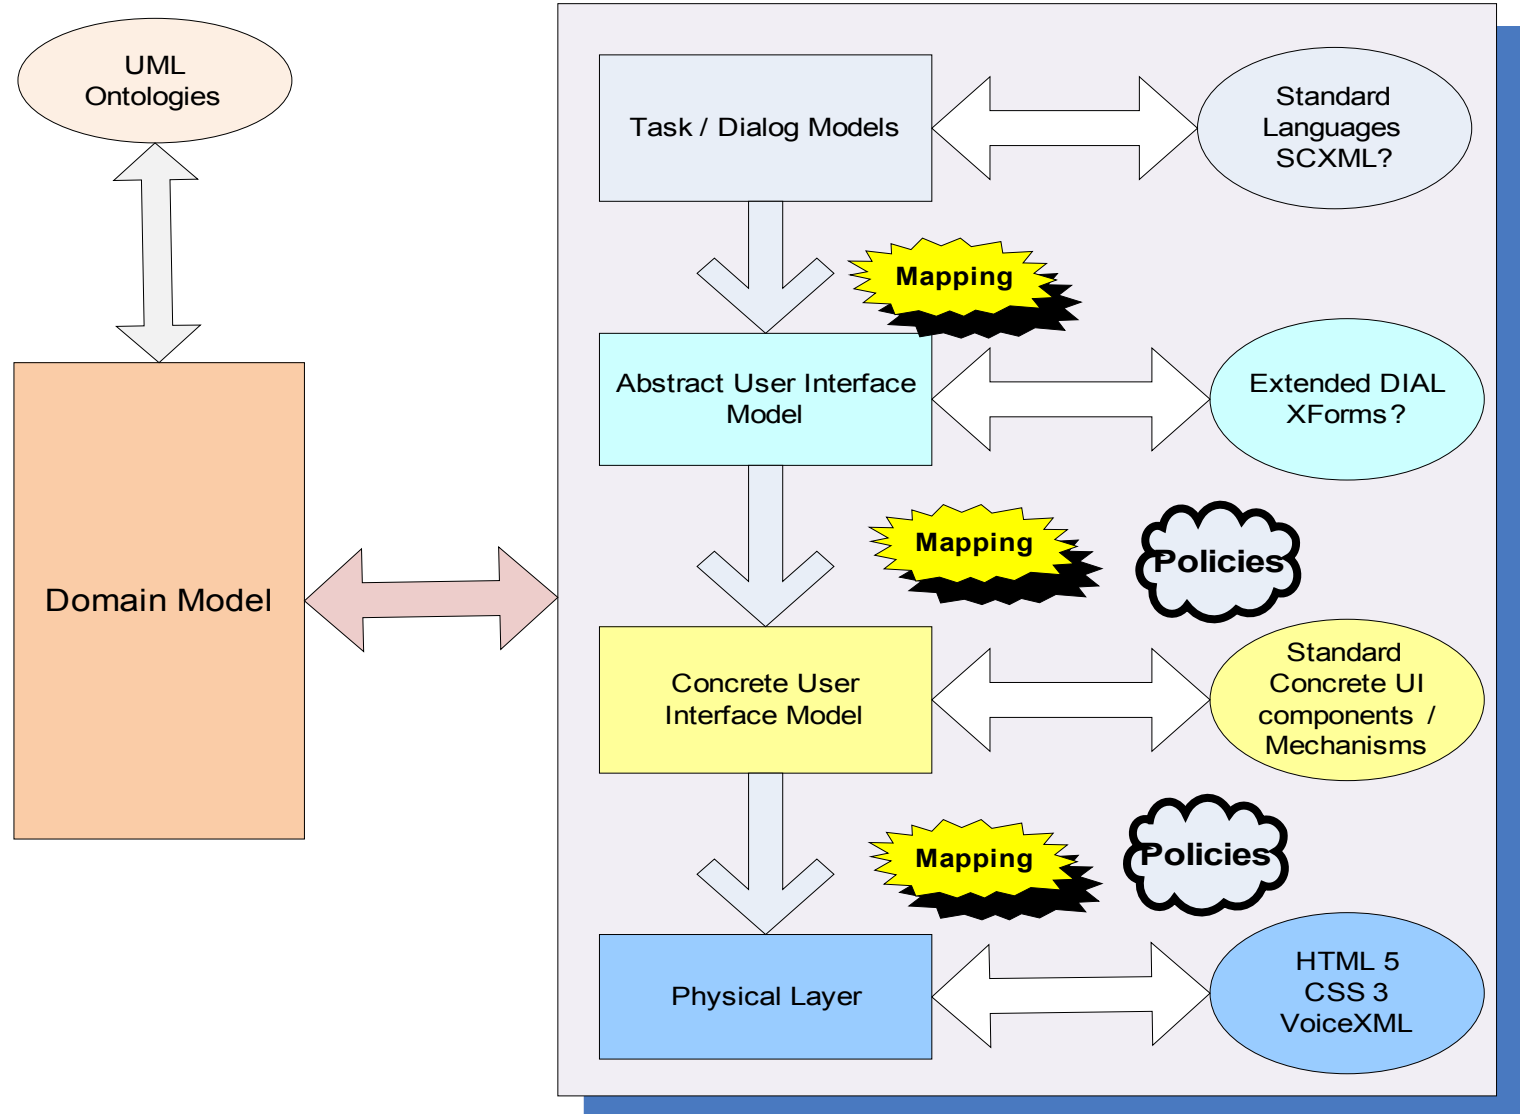 UML
Ontologies
Domain Model
Task / Dialog Models
Standard
Languages
SCXML?
Mapping
Abstract User Interface
Model
Extended DIAL
XForms?
Mapping
Policies
Concrete User
Interface Model
Standard
Concrete UI
components /
Mechanisms
Mapping
Policies
Physical Layer
HTML 5
CSS 3
VoiceXML